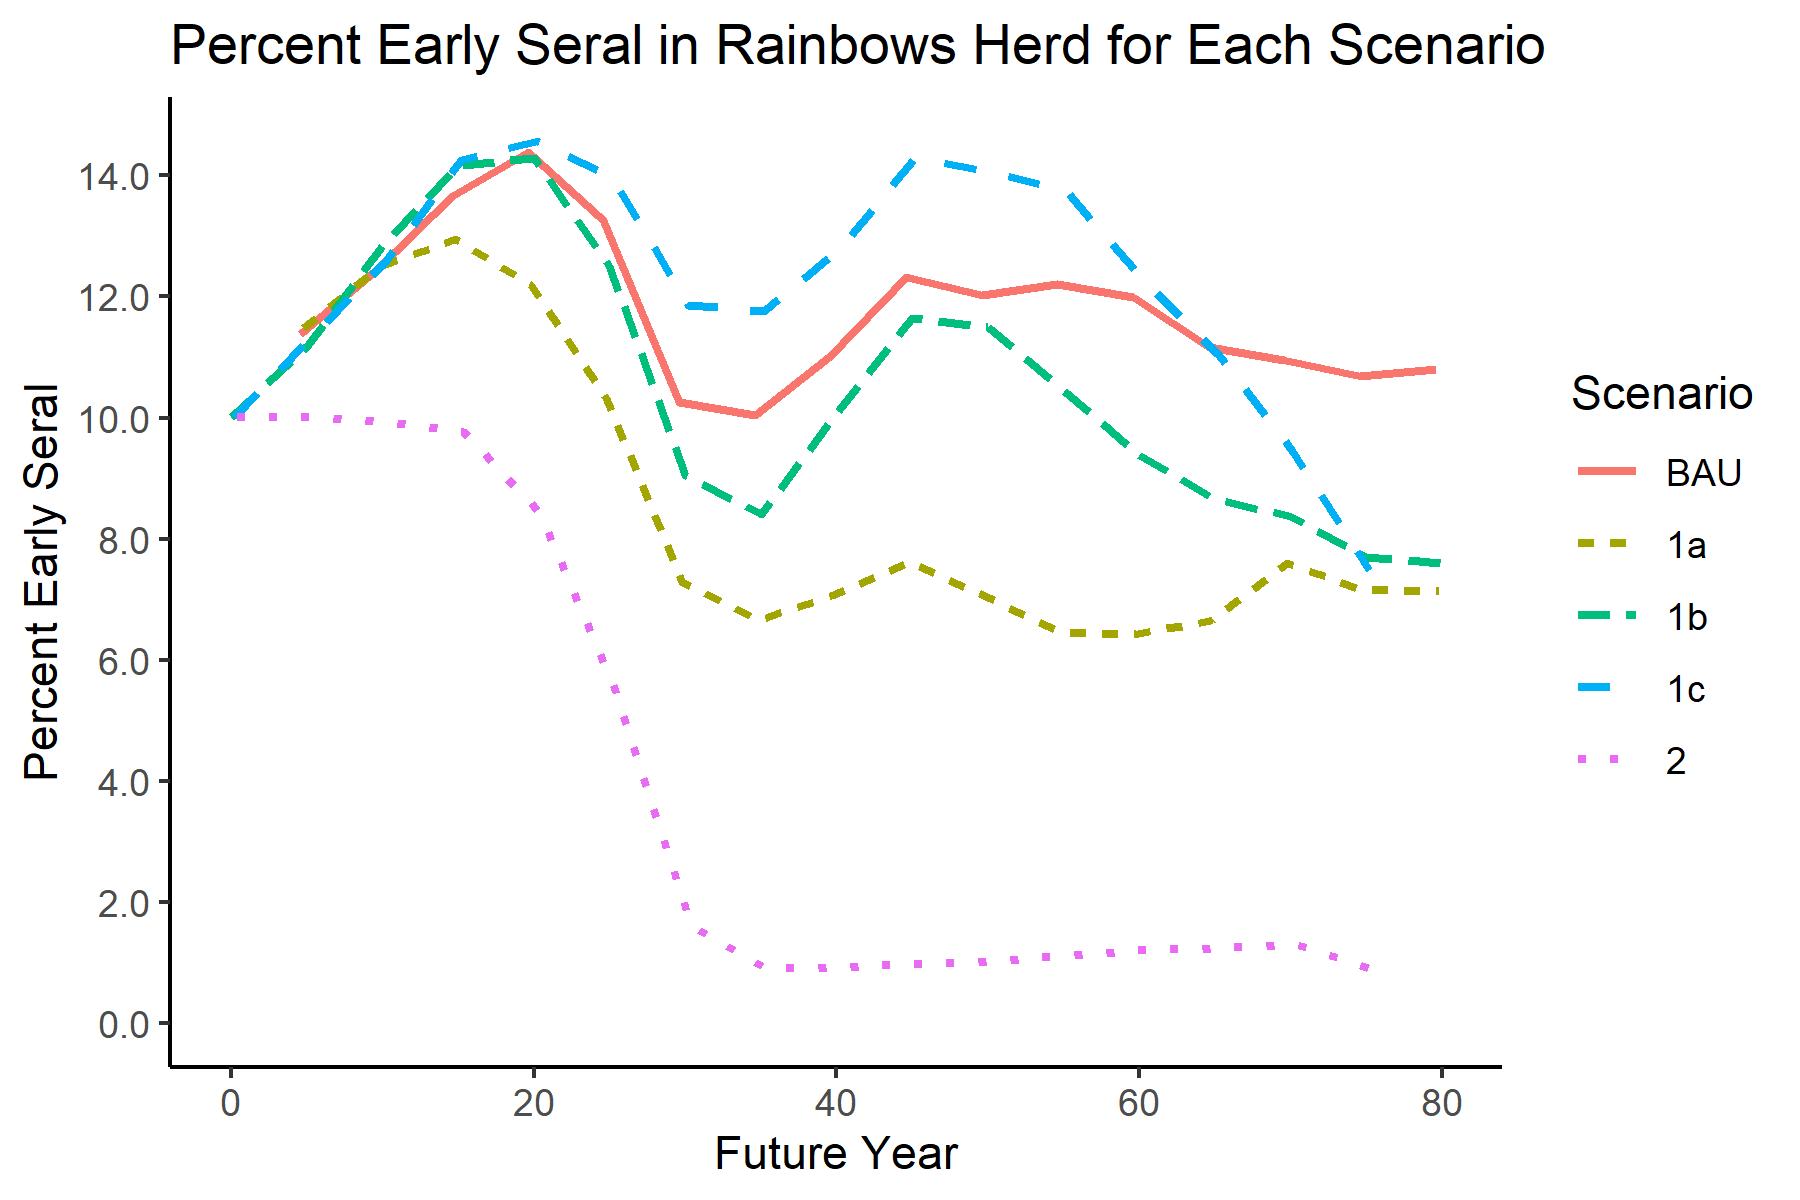 Percent Early Seral in Rainbows Herd for Each Scenario
Percent Early Seral
14.0
12.0
10.0
8.0
6.0
4.0
2.0
0.0
0 20 40 60 80
Future Year
Scenario
BAU
1a
1b
1c
2